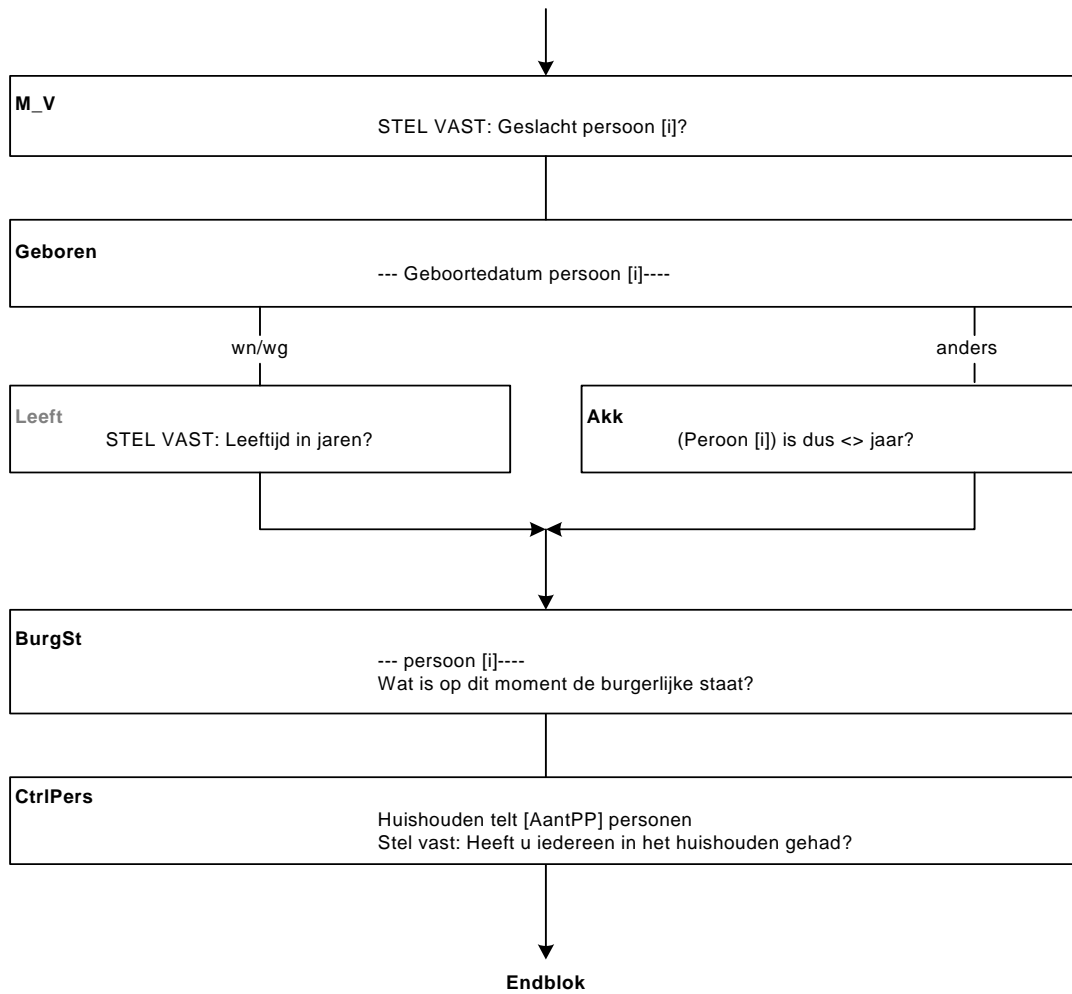 M_V
STEL VAST: Geslacht persoon [i]?
Geboren
--- Geboortedatum persoon [i]----
wn/wg
anders
Leeft
STEL VAST: Leeftijd in jaren?
Akk
(Peroon [i]) is dus <> jaar?
BurgSt
--- persoon [i]----
Wat is op dit moment de burgerlijke staat?
CtrlPers
Huishouden telt [AantPP] personen
Stel vast: Heeft u iedereen in het huishouden gehad?
Endblok